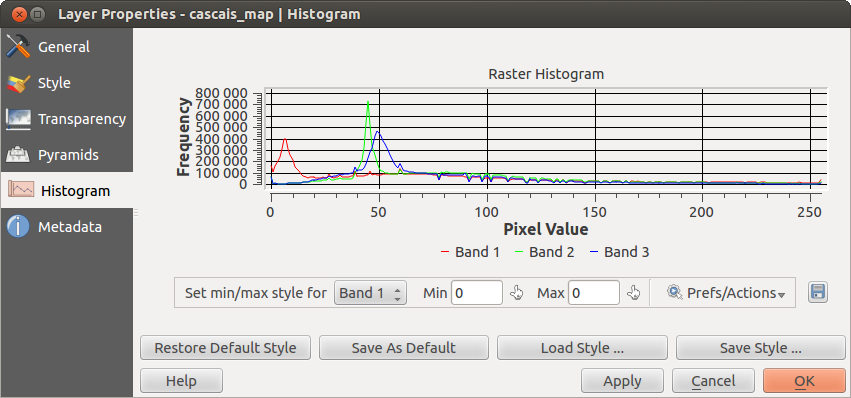 Layer Properties - cascais_map | Histogram
General
Style
Transparency
Pyramids
Histogram
Metadata
Raster Histogram
Frequency
800 000
700 000
600 000
500 000
400 000
300 000
200 000
100 000
0
0 50 100 150 200 250
Pixel Value
Band 1 Band 2 Band 3
Set min/max style for Band 1 Min 0 Max 0 Prefs/Actions
Restore Default Style Save As Default Load Style ... Save Style ...
Help Apply Cancel OK